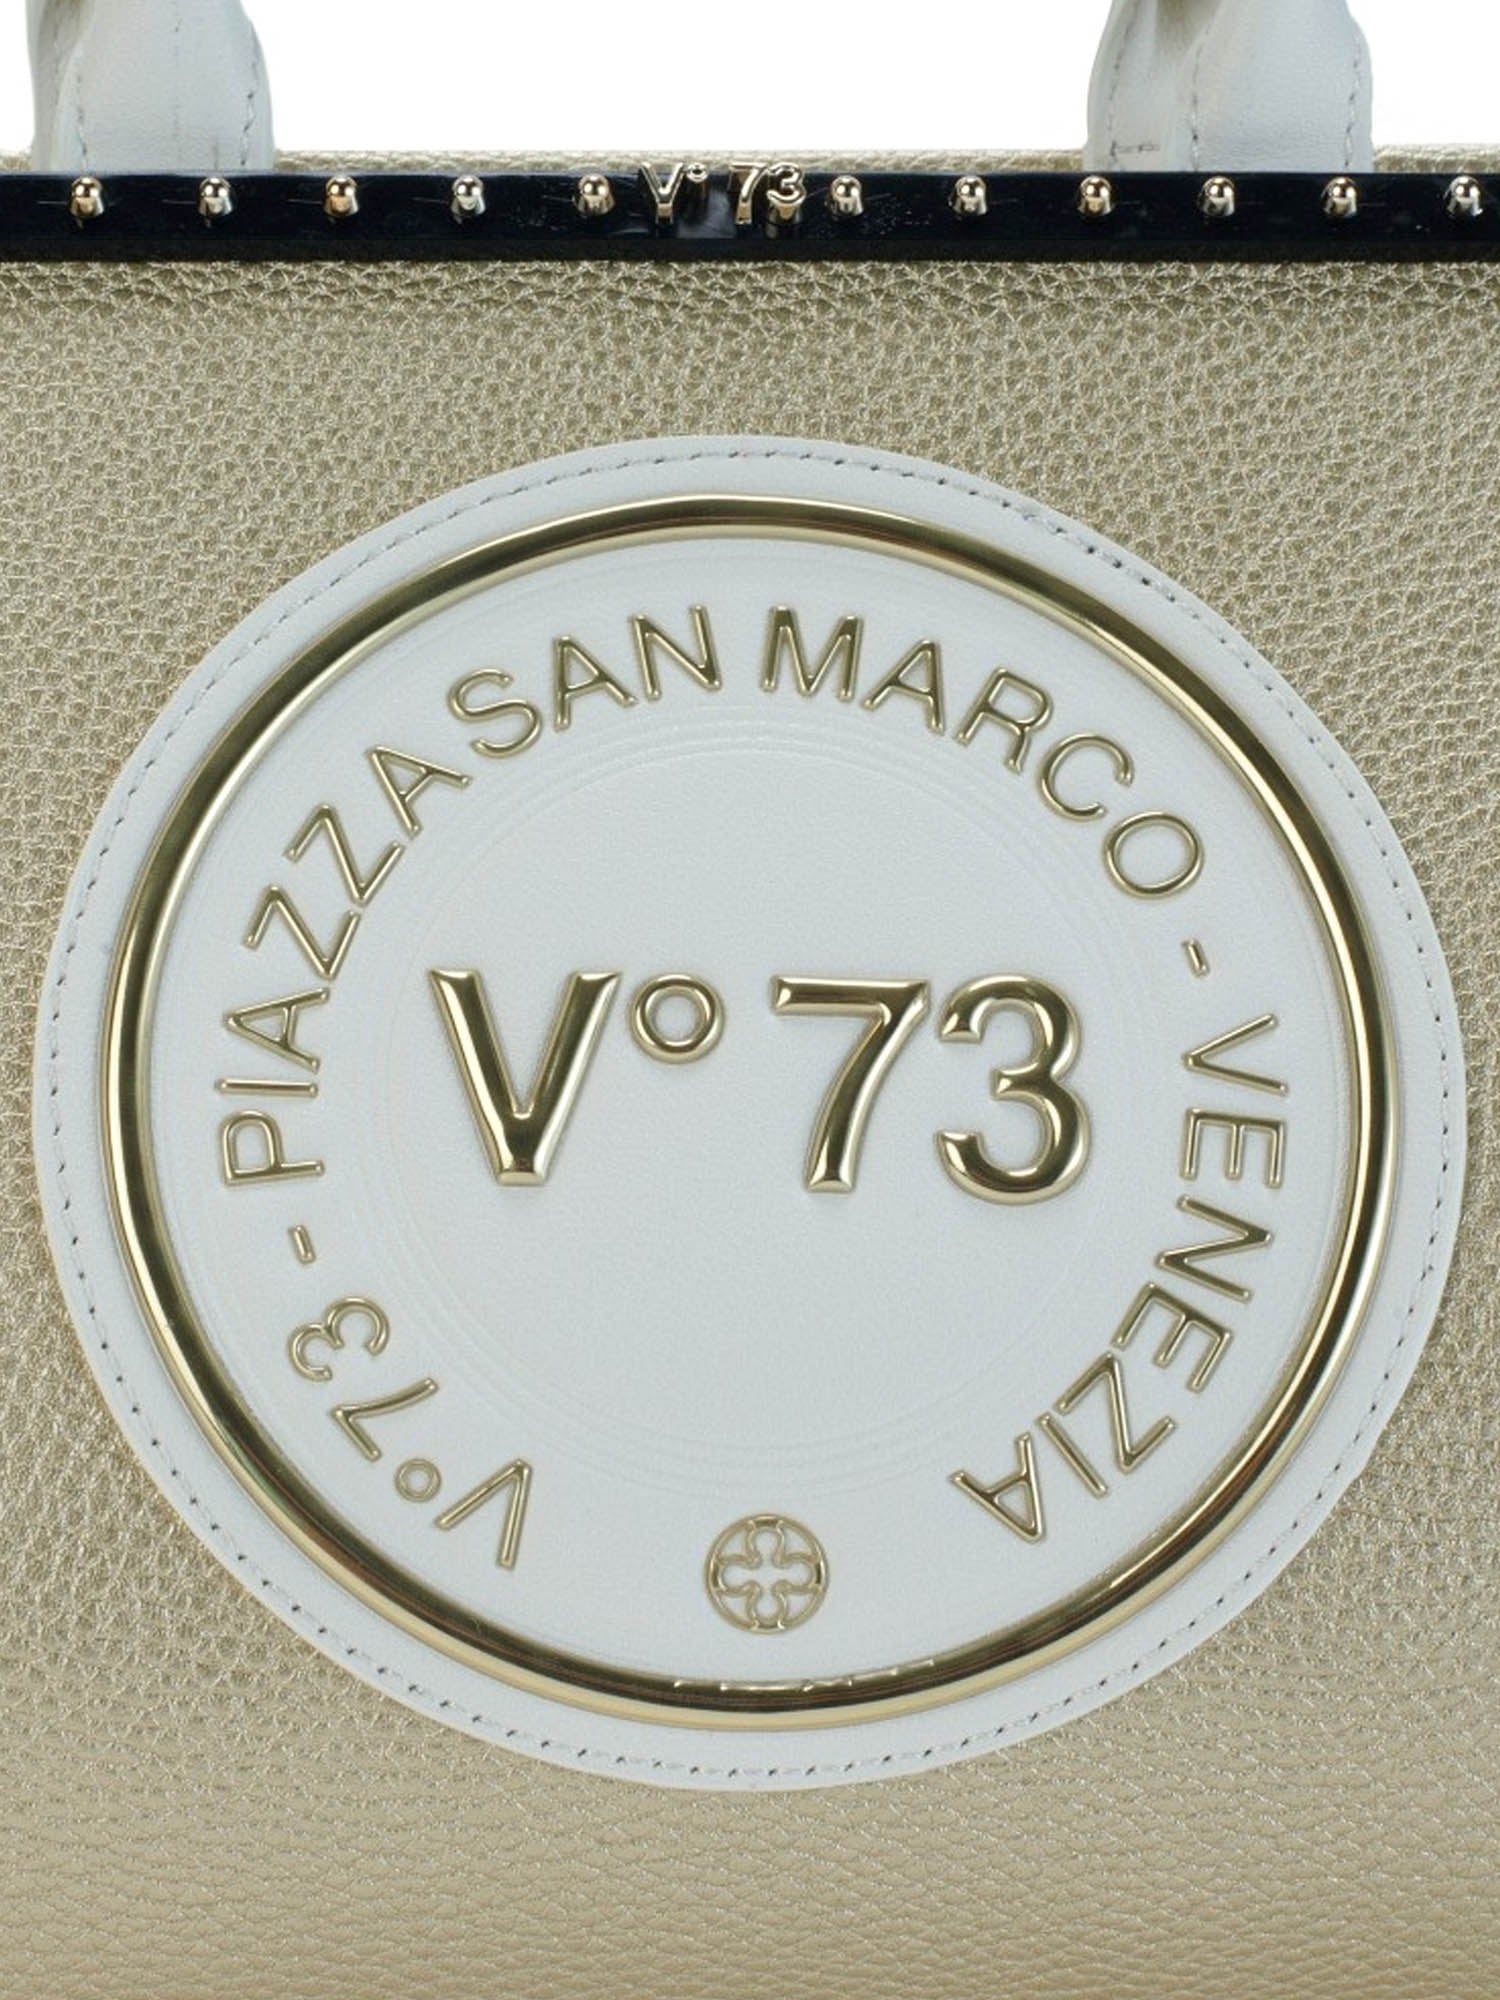 V° 73
V°73 - PIAZZA SAN MARCO - VENEZIA
V° 73